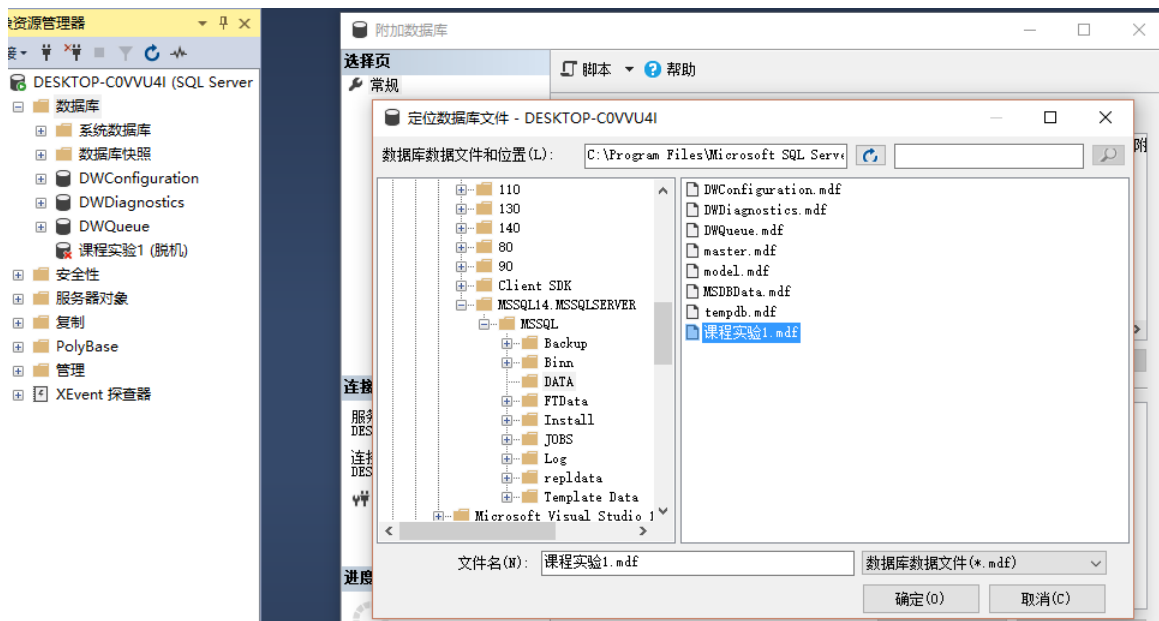 资源管理器
DESKTOP-C0VVU4I (SQL Server
数据库
系统数据库
数据库快照
DWConfiguration
DWDiagnostics
DWQueue
课程实验1 (脱机)
安全性
服务器对象
复制
PolyBase
管理
XEvent 探查器
附加数据库
选择页
常规
脚本
帮助
定位数据库文件 - DESKTOP-C0VVU4I
数据库数据文件和位置(L):
C:\Program Files\Microsoft SQL Serve
110
130
140
80
90
Client SDK
MSSQL14.MSSQLSERVER
MSSQL
Backup
Binn
DATA
FTData
Install
JOBS
Log
repldata
Template Data
Microsoft Visual Studio 1
DWConfiguration.mdf
DWDiagnostics.mdf
DWQueue.mdf
master.mdf
model.mdf
MSDBData.mdf
tempdb.mdf
课程实验1.mdf
附
连接
服务
DES
连接
DES
进度
文件名(N):
课程实验1.mdf
数据库数据文件(*.mdf)
确定(O)
取消(C)